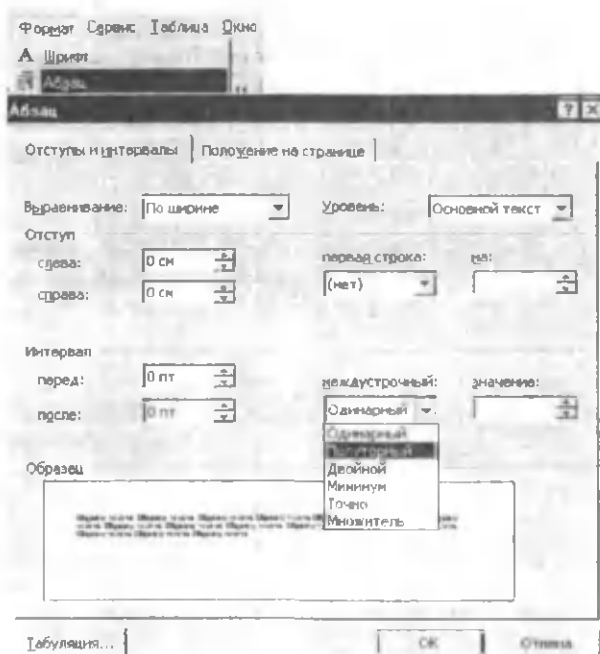 Формат Сервис Таблица Окно
А Шрифт...
Абзац...
Абзац
Отступы и интервалы Положение на странице
Выравнивание: По ширине Уровень: Основной текст
Отступ
слева: 0 см первая строка: на:
справа: 0 см (нет)
Интервал
перед: 0 пт междустрочный: значение:
после: 0 пт Одинарный
Одинарный
Полуторный
Двойной
Минимум
Точно
Множитель
Образец
Табуляция... ОК Отмена